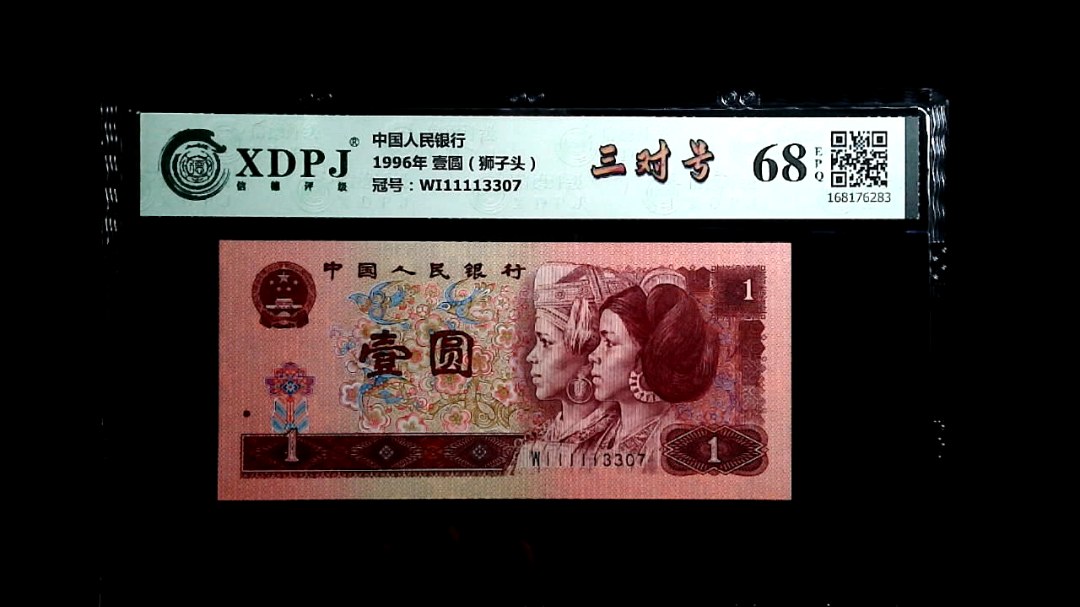 XDPJ®
信德评级
中国人民银行
1996年 壹圆（狮子头）
冠号：WI11113307
三对号
68
EPQ
168176283
中国人民银行
1
壹圆
1
1
WI11113307